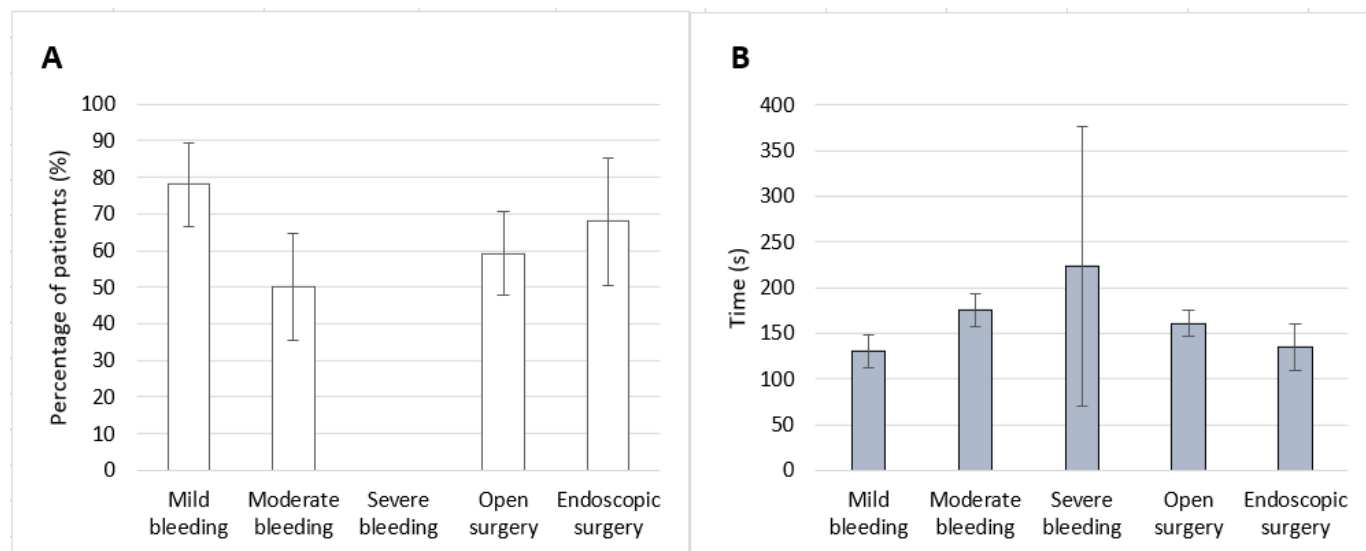 A
Percentage of patiemts (%)
100
90
80
70
60
50
40
30
20
10
0
Mild bleeding
Moderate bleeding
Severe bleeding
Open surgery
Endoscopic surgery
B
Time (s)
400
350
300
250
200
150
100
50
0
Mild bleeding
Moderate bleeding
Severe bleeding
Open surgery
Endoscopic surgery